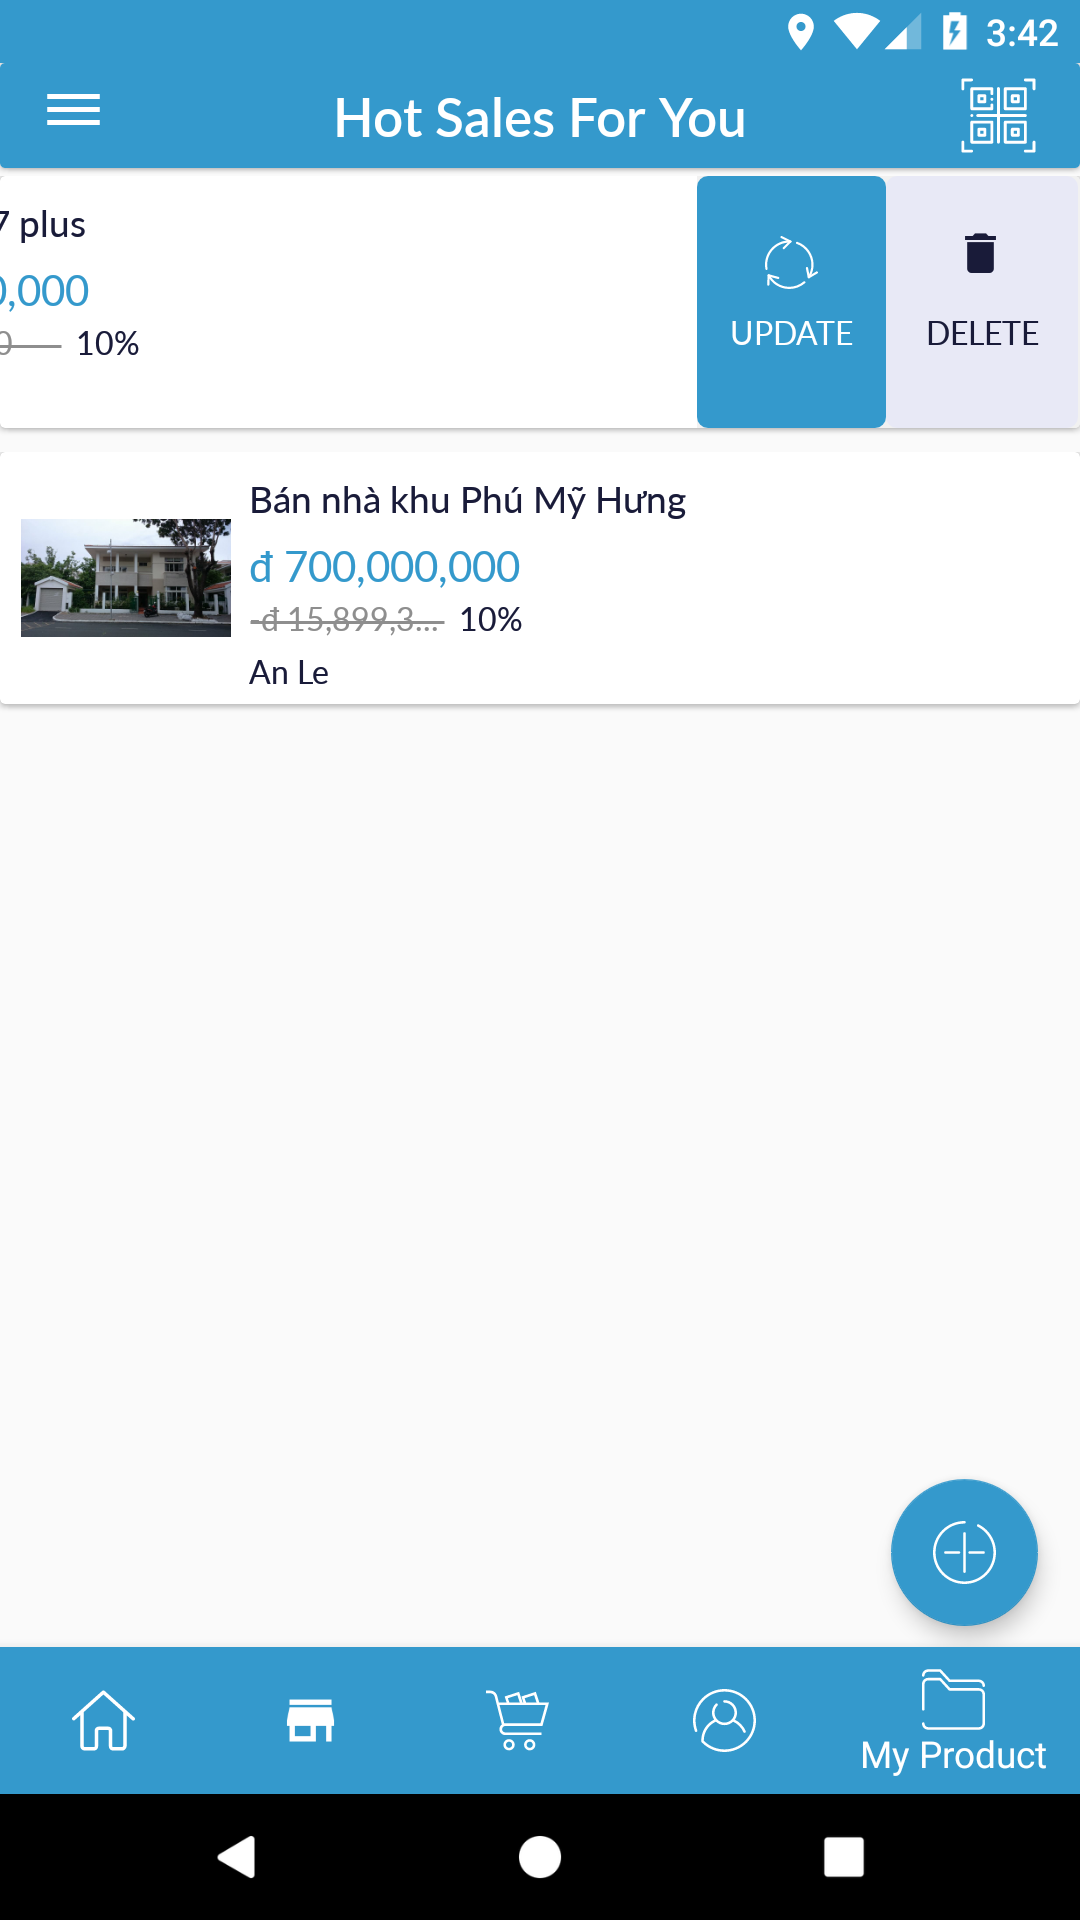 3:42
Hot Sales For You
7 plus
0,000
0 10%
UPDATE
DELETE
Bán nhà khu Phú Mỹ Hưng
đ 700,000,000
-đ 15,899,3... 10%
An Le
My Product